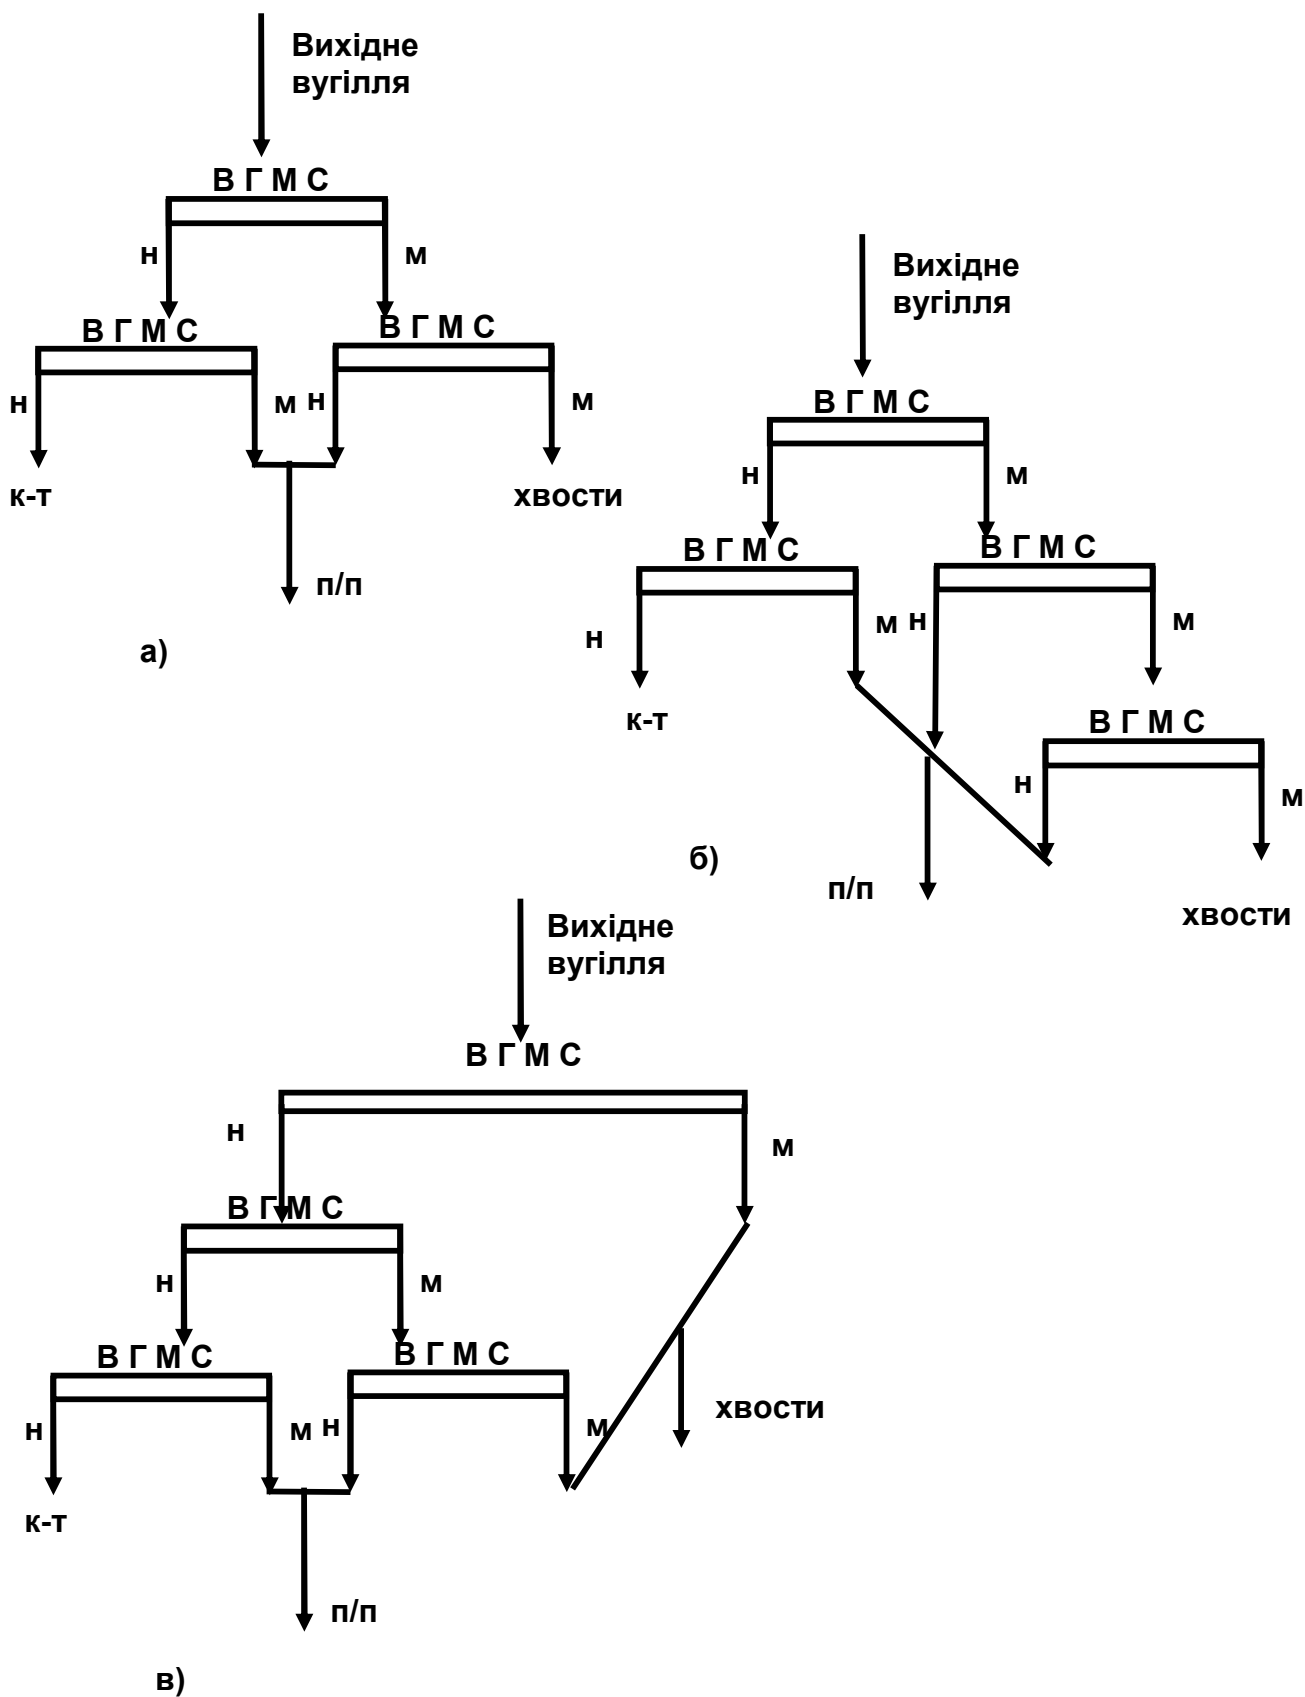 Вихідне
вугілля
В Г М С
н м
В Г М С В Г М С
н м н м
к-т хвости
п/п
а)
Вихідне
вугілля
В Г М С
н м
В Г М С В Г М С
н м н м
к-т
В Г М С
н м
б)
п/п
хвости
Вихідне
вугілля
В Г М С
н м
В Г М С
н м
В Г М С В Г М С
н м н м
хвости
к-т
п/п
в)